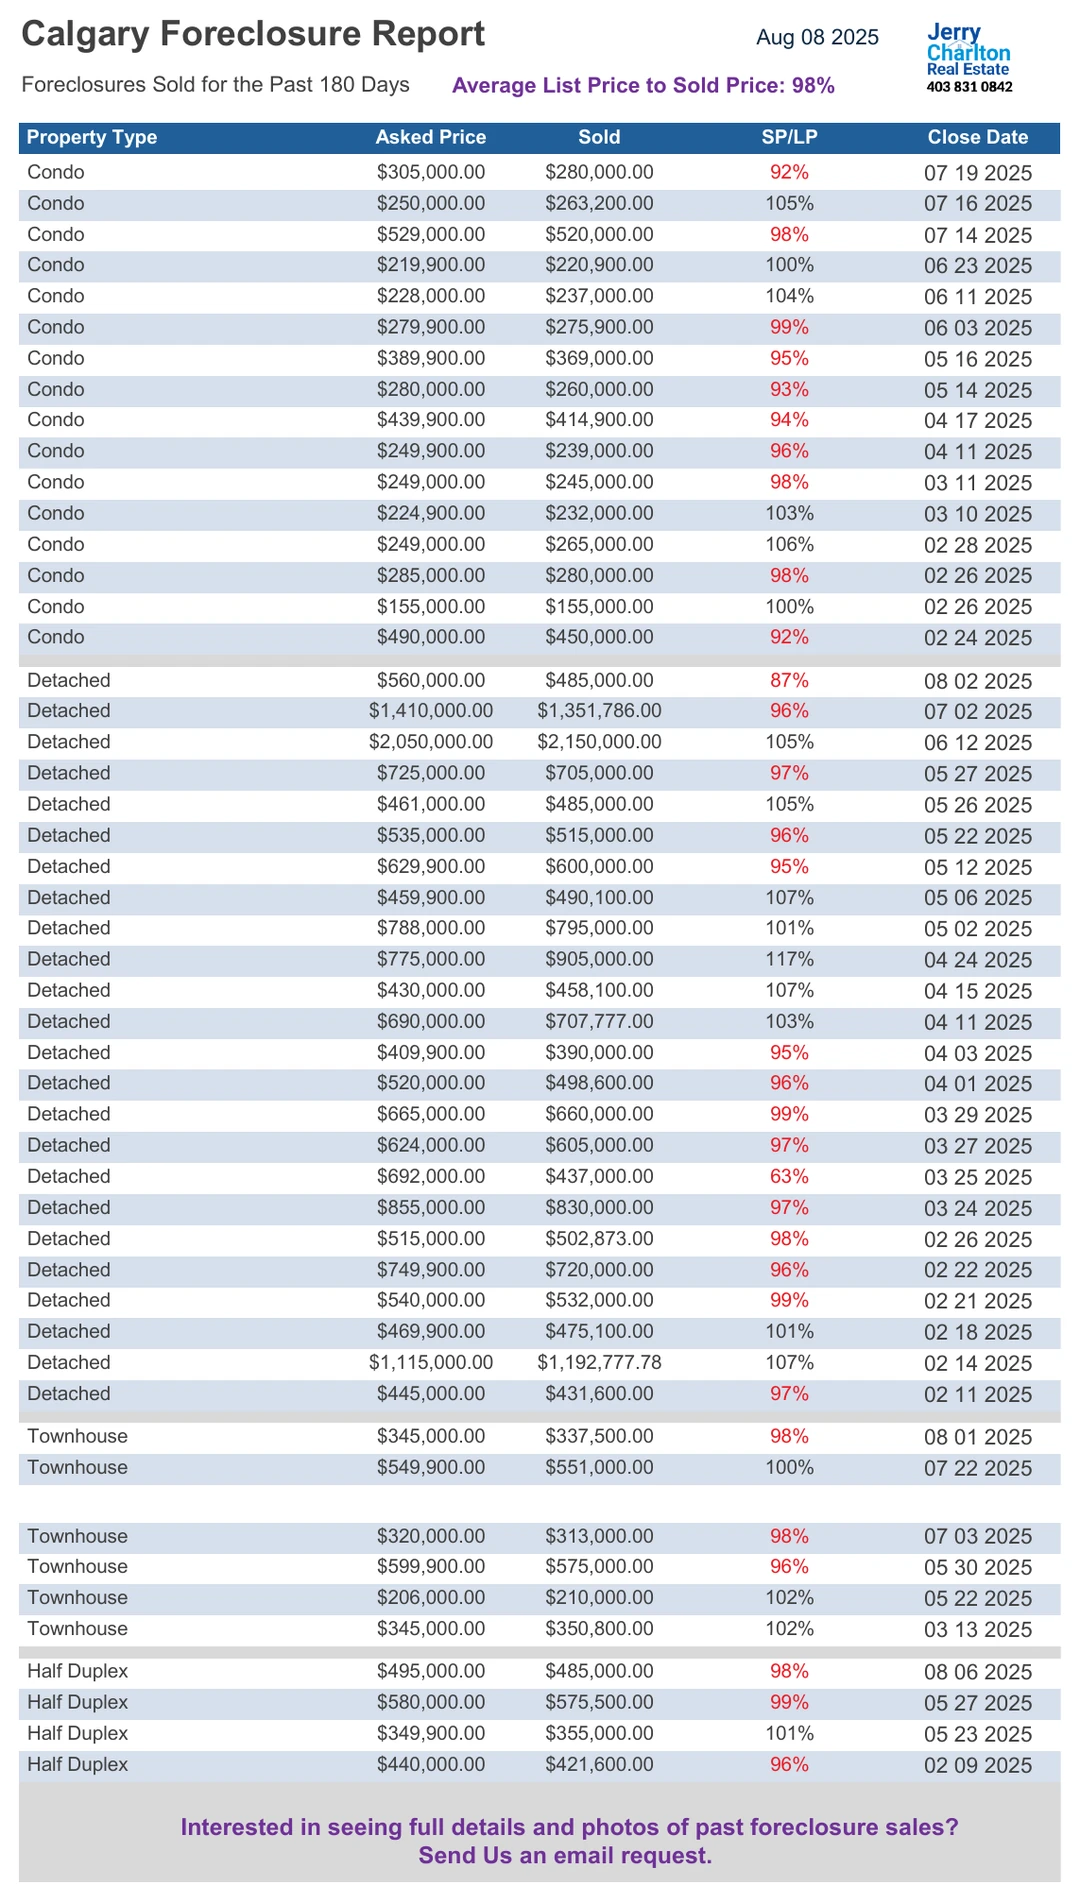 Calgary Foreclosure Report
Aug 08 2025
Jerry
Charlton
Real Estate
403 831 0842
Foreclosures Sold for the Past 180 Days Average List Price to Sold Price: 98%
Property Type Asked Price Sold SP/LP Close Date
Condo $305,000.00 $280,000.00 92% 07 19 2025
Condo $250,000.00 $263,200.00 105% 07 16 2025
Condo $529,000.00 $520,000.00 98% 07 14 2025
Condo $219,900.00 $220,900.00 100% 06 23 2025
Condo $228,000.00 $237,000.00 104% 06 11 2025
Condo $279,900.00 $275,900.00 99% 06 03 2025
Condo $389,900.00 $369,000.00 95% 05 16 2025
Condo $280,000.00 $260,000.00 93% 05 14 2025
Condo $439,900.00 $414,900.00 94% 04 17 2025
Condo $249,900.00 $239,000.00 96% 04 11 2025
Condo $249,000.00 $245,000.00 98% 03 11 2025
Condo $224,900.00 $232,000.00 103% 03 10 2025
Condo $249,000.00 $265,000.00 106% 02 28 2025
Condo $285,000.00 $280,000.00 98% 02 26 2025
Condo $155,000.00 $155,000.00 100% 02 26 2025
Condo $490,000.00 $450,000.00 92% 02 24 2025
Detached $560,000.00 $485,000.00 87% 08 02 2025
Detached $1,410,000.00 $1,351,786.00 96% 07 02 2025
Detached $2,050,000.00 $2,150,000.00 105% 06 12 2025
Detached $725,000.00 $705,000.00 97% 05 27 2025
Detached $461,000.00 $485,000.00 105% 05 26 2025
Detached $535,000.00 $515,000.00 96% 05 22 2025
Detached $629,900.00 $600,000.00 95% 05 12 2025
Detached $459,900.00 $490,100.00 107% 05 06 2025
Detached $788,000.00 $795,000.00 101% 05 02 2025
Detached $775,000.00 $905,000.00 117% 04 24 2025
Detached $430,000.00 $458,100.00 107% 04 15 2025
Detached $690,000.00 $707,777.00 103% 04 11 2025
Detached $409,900.00 $390,000.00 95% 04 03 2025
Detached $520,000.00 $498,600.00 96% 04 01 2025
Detached $665,000.00 $660,000.00 99% 03 29 2025
Detached $624,000.00 $605,000.00 97% 03 27 2025
Detached $692,000.00 $437,000.00 63% 03 25 2025
Detached $855,000.00 $830,000.00 97% 03 24 2025
Detached $515,000.00 $502,873.00 98% 02 26 2025
Detached $749,900.00 $720,000.00 96% 02 22 2025
Detached $540,000.00 $532,000.00 99% 02 21 2025
Detached $469,900.00 $475,100.00 101% 02 18 2025
Detached $1,115,000.00 $1,192,777.78 107% 02 14 2025
Detached $445,000.00 $431,600.00 97% 02 11 2025
Townhouse $345,000.00 $337,500.00 98% 08 01 2025
Townhouse $549,900.00 $551,000.00 100% 07 22 2025
Townhouse $320,000.00 $313,000.00 98% 07 03 2025
Townhouse $599,900.00 $575,000.00 96% 05 30 2025
Townhouse $206,000.00 $210,000.00 102% 05 22 2025
Townhouse $345,000.00 $350,800.00 102% 03 13 2025
Half Duplex $495,000.00 $485,000.00 98% 08 06 2025
Half Duplex $580,000.00 $575,500.00 99% 05 27 2025
Half Duplex $349,900.00 $355,000.00 101% 05 23 2025
Half Duplex $440,000.00 $421,600.00 96% 02 09 2025
Interested in seeing full details and photos of past foreclosure sales?
Send Us an email request.